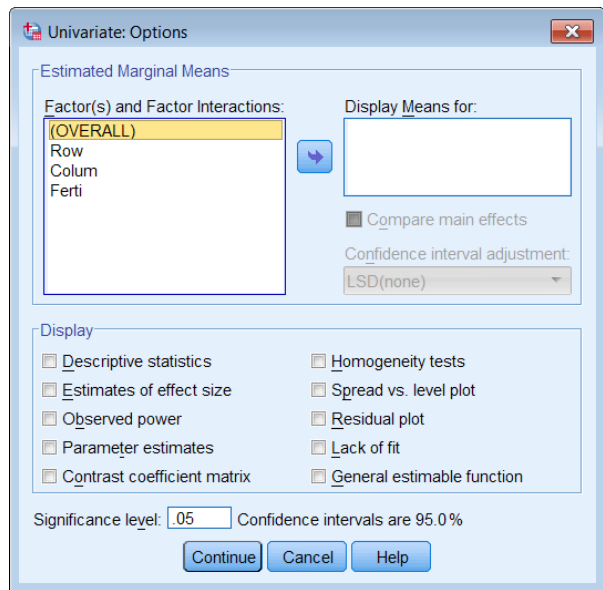 Univariate: Options
Estimated Marginal Means
Factor(s) and Factor Interactions:
(OVERALL)
Row
Colum
Ferti
Display Means for:
Compare main effects
Confidence interval adjustment:
LSD(none)
Display
Descriptive statistics
Estimates of effect size
Observed power
Parameter estimates
Contrast coefficient matrix
Homogeneity tests
Spread vs. level plot
Residual plot
Lack of fit
General estimable function
Significance level: .05 Confidence intervals are 95.0%
Continue Cancel Help